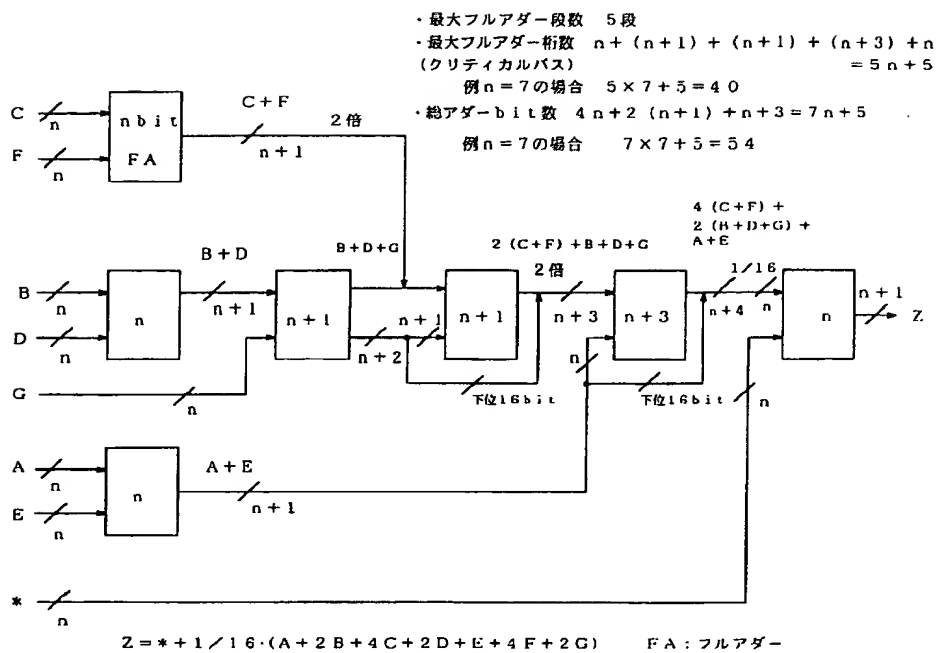 ・最大フルアダー段数 5段
・最大フルアダー桁数 n+(n+1)+(n+1)+(n+3)+n
(クリティカルパス) =5n+5
例n=7の場合 5×7+5=40
・総アダーbit数 4n+2(n+1)+n+3=7n+5
例n=7の場合 7×7+5=54
C
n
F
n
nbit
FA
C+F
n+1
2倍
4(C+F)+
2(B+D+G)+
A+E
B
n
D
n
n
B+D
n+1
G
n
n+1
B+D+G
n+2
n+1
n+1
下位16bit
2(C+F)+B+D+G
2倍
n+3
n
n+3
下位16bit
1/16
n+4
n
n
n
n+1
Z
A
n
E
n
n
A+E
n+1
*
n
Z=*+1/16·(A+2B+4C+2D+E+4F+2G) FA:フルアダー